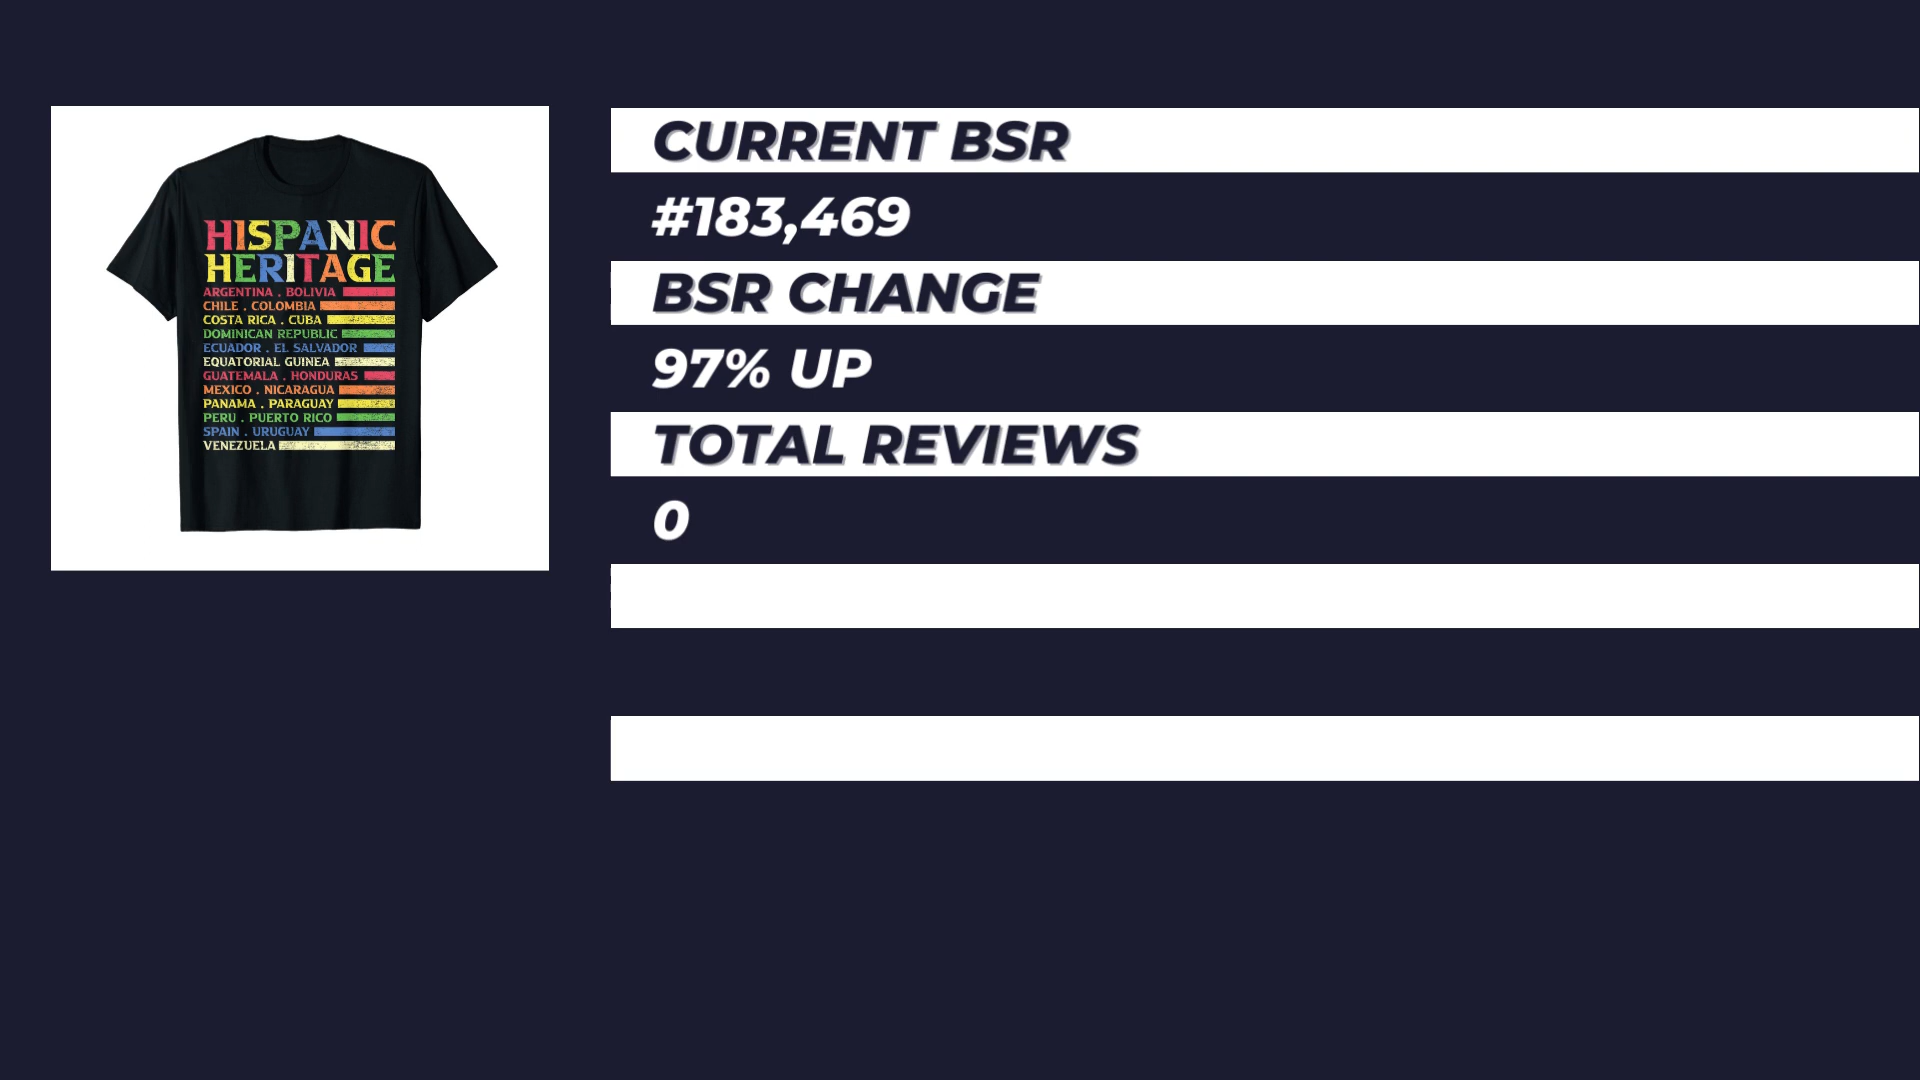 HISPANIC
HERITAGE
ARGENTINA . BOLIVIA
CHILE . COLOMBIA
COSTA RICA . CUBA
DOMINICAN REPUBLIC
ECUADOR . EL SALVADOR
EQUATORIAL GUINEA
GUATEMALA . HONDURAS
MEXICO . NICARAGUA
PANAMA . PARAGUAY
PERU . PUERTO RICO
SPAIN . URUGUAY
VENEZUELA
CURRENT BSR
#183,469
BSR CHANGE
97% UP
TOTAL REVIEWS
0